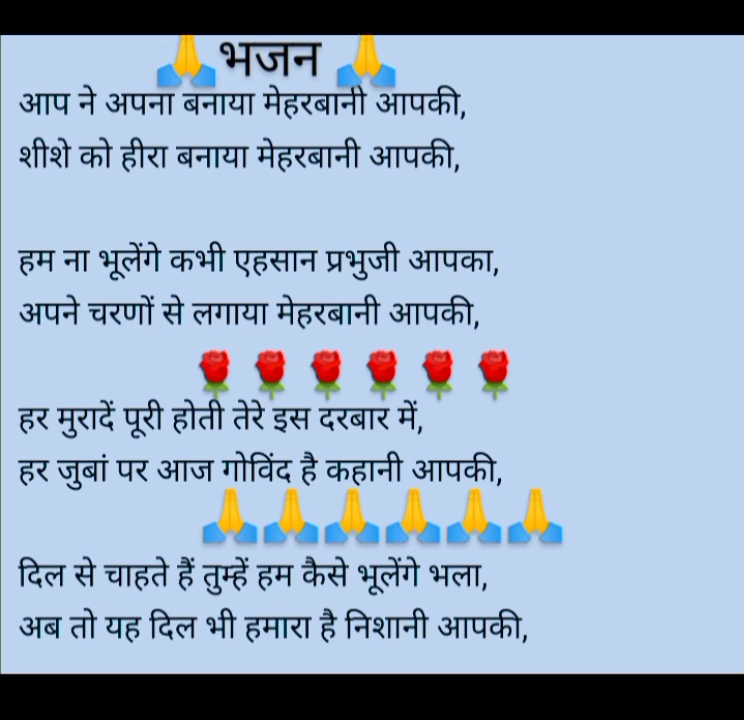 🙏भजन 🙏
आप ने अपना बनाया मेहरबानी आपकी,
शीशे को हीरा बनाया मेहरबानी आपकी,
हम ना भूलेंगे कभी एहसान प्रभुजी आपका,
अपने चरणों से लगाया मेहरबानी आपकी,
🌹🌹🌹🌹🌹🌹
हर मुरादें पूरी होती तेरे इस दरबार में,
हर जुबां पर आज गोविंद है कहानी आपकी,
🙏🙏🙏🙏🙏🙏
दिल से चाहते हैं तुम्हें हम कैसे भूलेंगे भला,
अब तो यह दिल भी हमारा है निशानी आपकी,